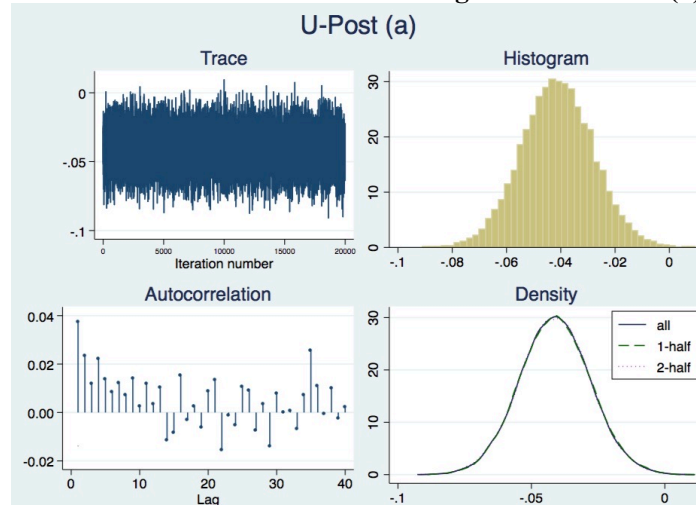 U-Post (a)
Trace
0
-.05
-.1
0 5000 10000 15000 20000
Iteration number
Histogram
30
20
10
0
-.1 -.08 -.06 -.04 -.02 0
Autocorrelation
0.04
0.02
0.00
-0.02
0 10 20 30 40
Lag
Density
30
20
10
0
-.1 -.05 0
all
1-half
2-half